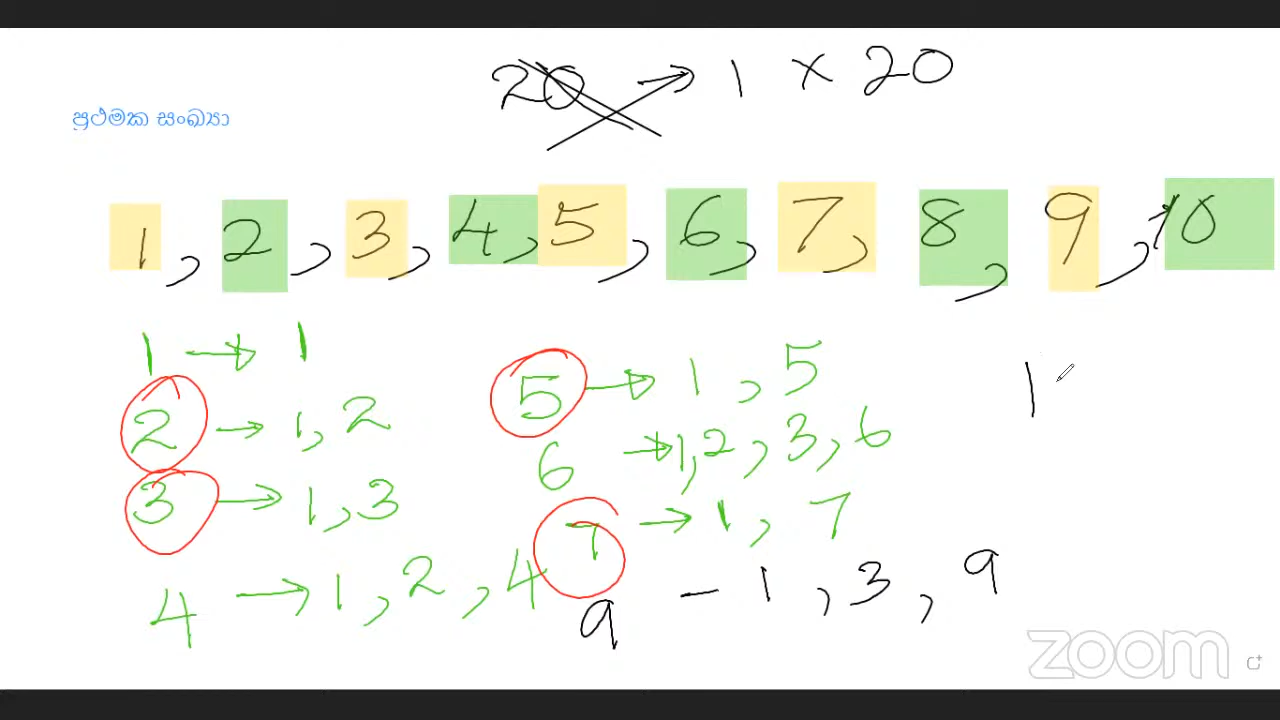 20 → 1 × 20
ප්‍රථමක සංඛ්‍යා
1, 2, 3, 4, 5, 6, 7, 8, 9, 10
1 → 1
2 → 1, 2
3 → 1, 3
4 → 1, 2, 4
5 → 1, 5
6 → 1, 2, 3, 6
7 → 1, 7
9 - 1, 3, 9
1
zoom